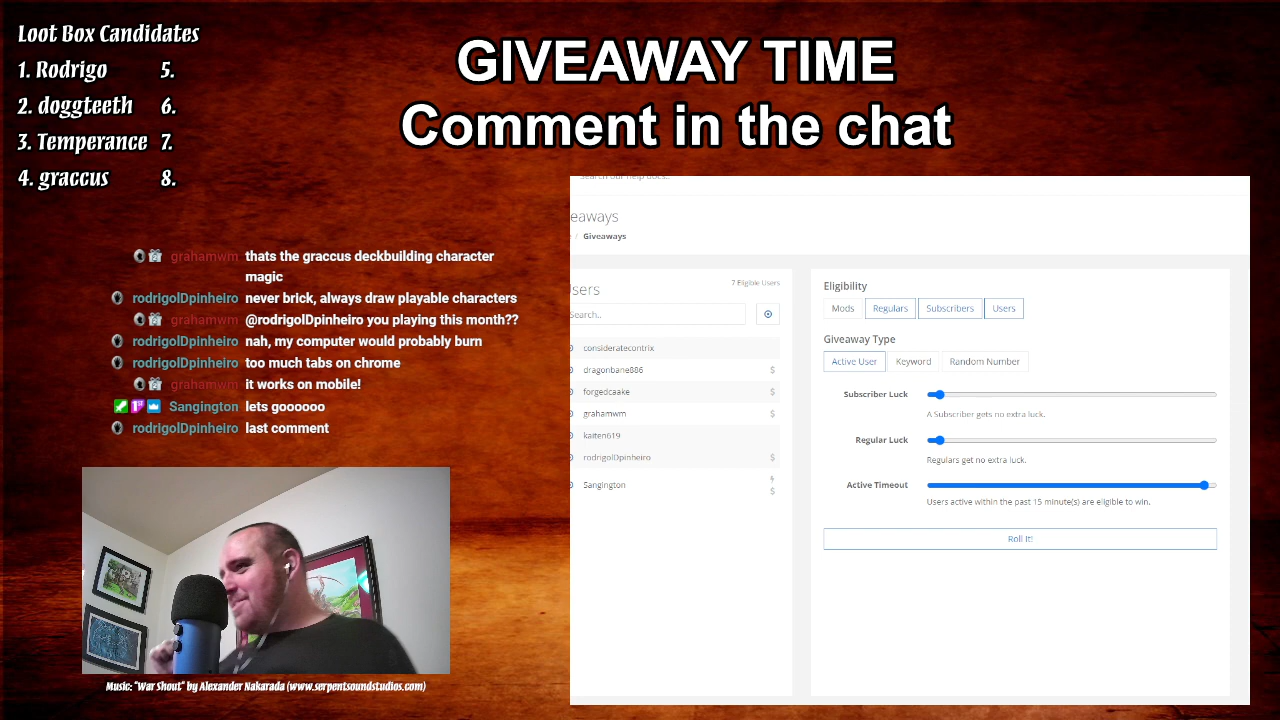 Loot Box Candidates
1. Rodrigo 5.
2. doggteeth 6.
3. Temperance 7.
4. graccus 8.
GIVEAWAY TIME
Comment in the chat
grahamwm thats the graccus deckbuilding character
magic
rodrigolDpinheiro never brick, always draw playable characters
grahamwm @rodrigolDpinheiro you playing this month??
rodrigolDpinheiro nah, my computer would probably burn
rodrigolDpinheiro too much tabs on chrome
grahamwm it works on mobile!
Sangington lets goooooo
rodrigolDpinheiro last comment
Music: "War Shout" by Alexander Nakarada (www.serpentsoundstudios.com)
Search our help docs..
eaways
/ Giveaways
sers
7 Eligible Users
Search..
consideratecontrix
dragonbane886 $
forgedcaake $
grahamwm $
kaiten619
rodrigolDpinheiro $
Sangington $
Eligibility
Mods Regulars Subscribers Users
Giveaway Type
Active User Keyword Random Number
Subscriber Luck
A Subscriber gets no extra luck.
Regular Luck
Regulars get no extra luck.
Active Timeout
Users active within the past 15 minute(s) are eligible to win.
Roll It!